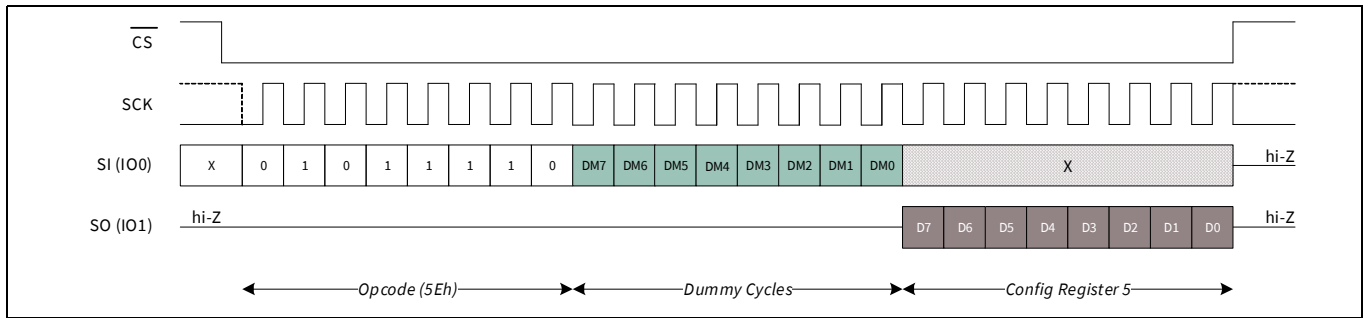 CS
SCK
SI (IO0) X 0 1 0 1 1 1 1 0 DM7 DM6 DM5 DM4 DM3 DM2 DM1 DM0 X hi-Z
SO (IO1) hi-Z D7 D6 D5 D4 D3 D2 D1 D0 hi-Z
Opcode (5Eh) Dummy Cycles Config Register 5